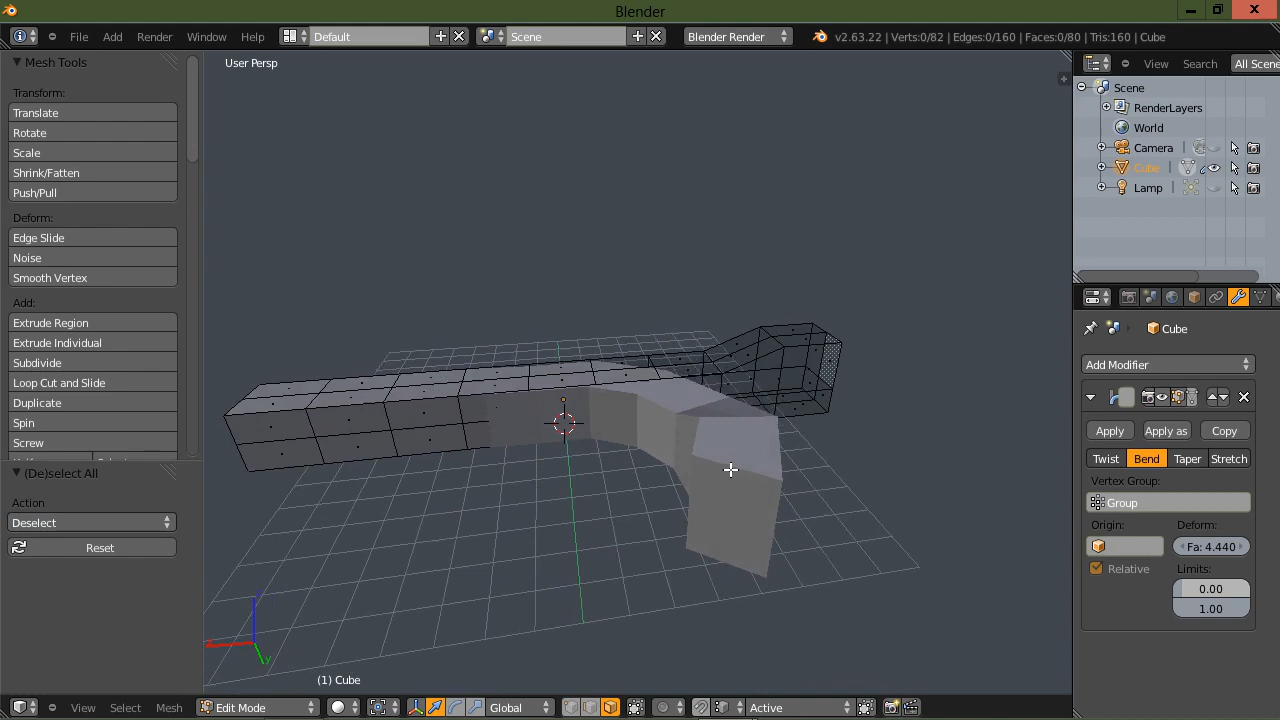 Blender
File Add Render Window Help Default Scene Blender Render v2.63.22 | Verts:0/82 | Edges:0/160 | Faces:0/80 | Tris:160 | Cube
Mesh Tools
Transform:
Translate
Rotate
Scale
Shrink/Fatten
Push/Pull
Deform:
Edge Slide
Noise
Smooth Vertex
Add:
Extrude Region
Extrude Individual
Subdivide
Loop Cut and Slide
Duplicate
Spin
Screw
(De)select All
Action
Deselect
Reset
User Persp
y
(1) Cube
View Select Mesh Edit Mode Global Active
View Search All Scene
Scene
RenderLayers
World
Camera
Cube
Lamp
Cube
Add Modifier
Apply Apply as Copy
Twist Bend Taper Stretch
Vertex Group:
Group
Origin: Deform:
Fa: 4.440
Relative Limits:
0.00
1.00